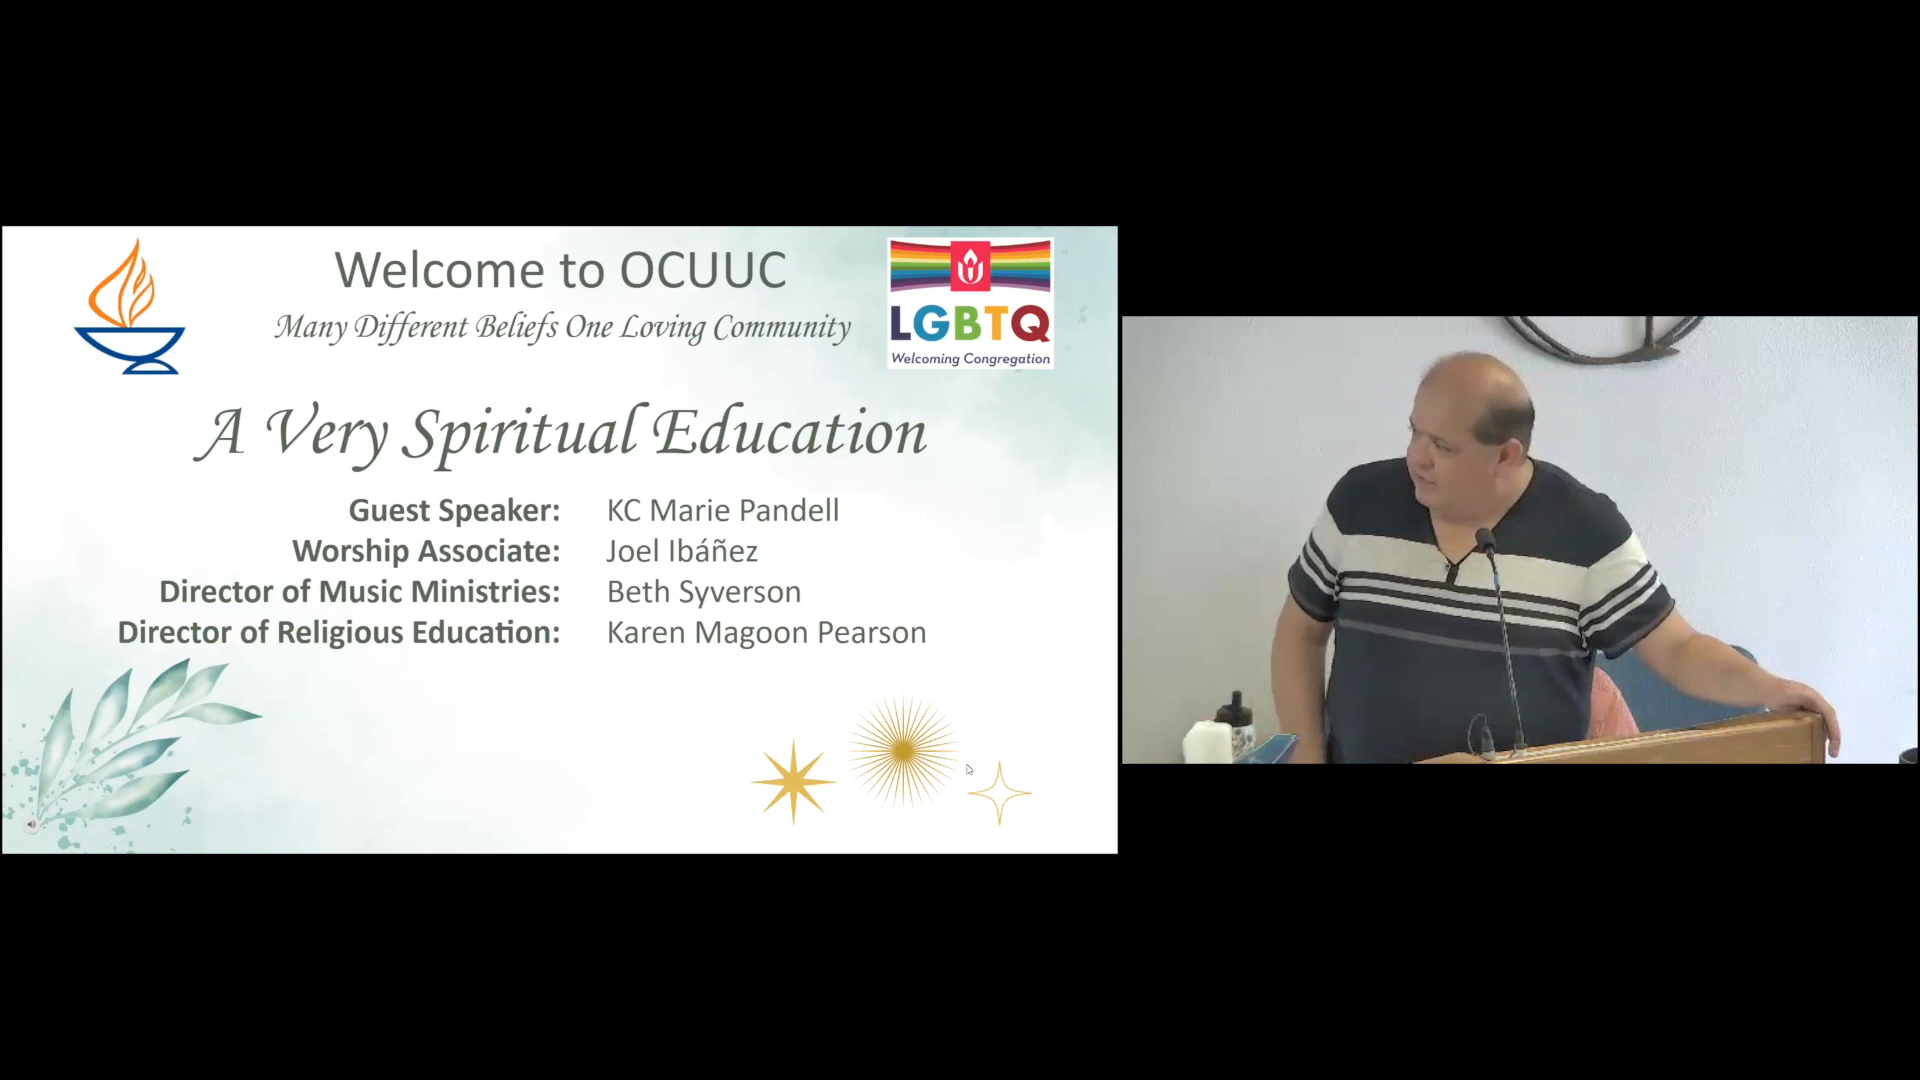 Welcome to OCUUC
Many Different Beliefs One Loving Community
LGBTQ
Welcoming Congregation
A Very Spiritual Education
Guest Speaker: KC Marie Pandell
Worship Associate: Joel Ibáñez
Director of Music Ministries: Beth Syverson
Director of Religious Education: Karen Magoon Pearson